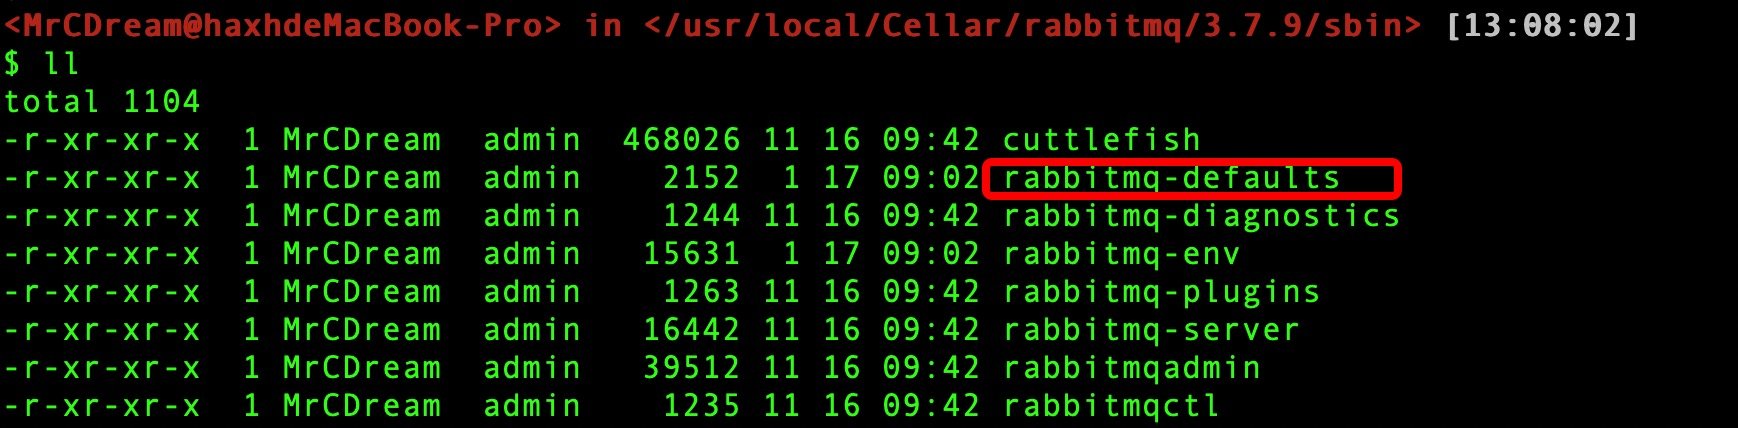 <MrCDream@haxhdeMacBook-Pro> in </usr/local/Cellar/rabbitmq/3.7.9/sbin> [13:08:02]
$ ll
total 1104
-r-xr-xr-x  1 MrCDream  admin  468026 11 16 09:42 cuttlefish
-r-xr-xr-x  1 MrCDream  admin    2152  1 17 09:02 rabbitmq-defaults
-r-xr-xr-x  1 MrCDream  admin    1244 11 16 09:42 rabbitmq-diagnostics
-r-xr-xr-x  1 MrCDream  admin   15631  1 17 09:02 rabbitmq-env
-r-xr-xr-x  1 MrCDream  admin    1263 11 16 09:42 rabbitmq-plugins
-r-xr-xr-x  1 MrCDream  admin   16442 11 16 09:42 rabbitmq-server
-r-xr-xr-x  1 MrCDream  admin   39512 11 16 09:42 rabbitmqadmin
-r-xr-xr-x  1 MrCDream  admin    1235 11 16 09:42 rabbitmqctl